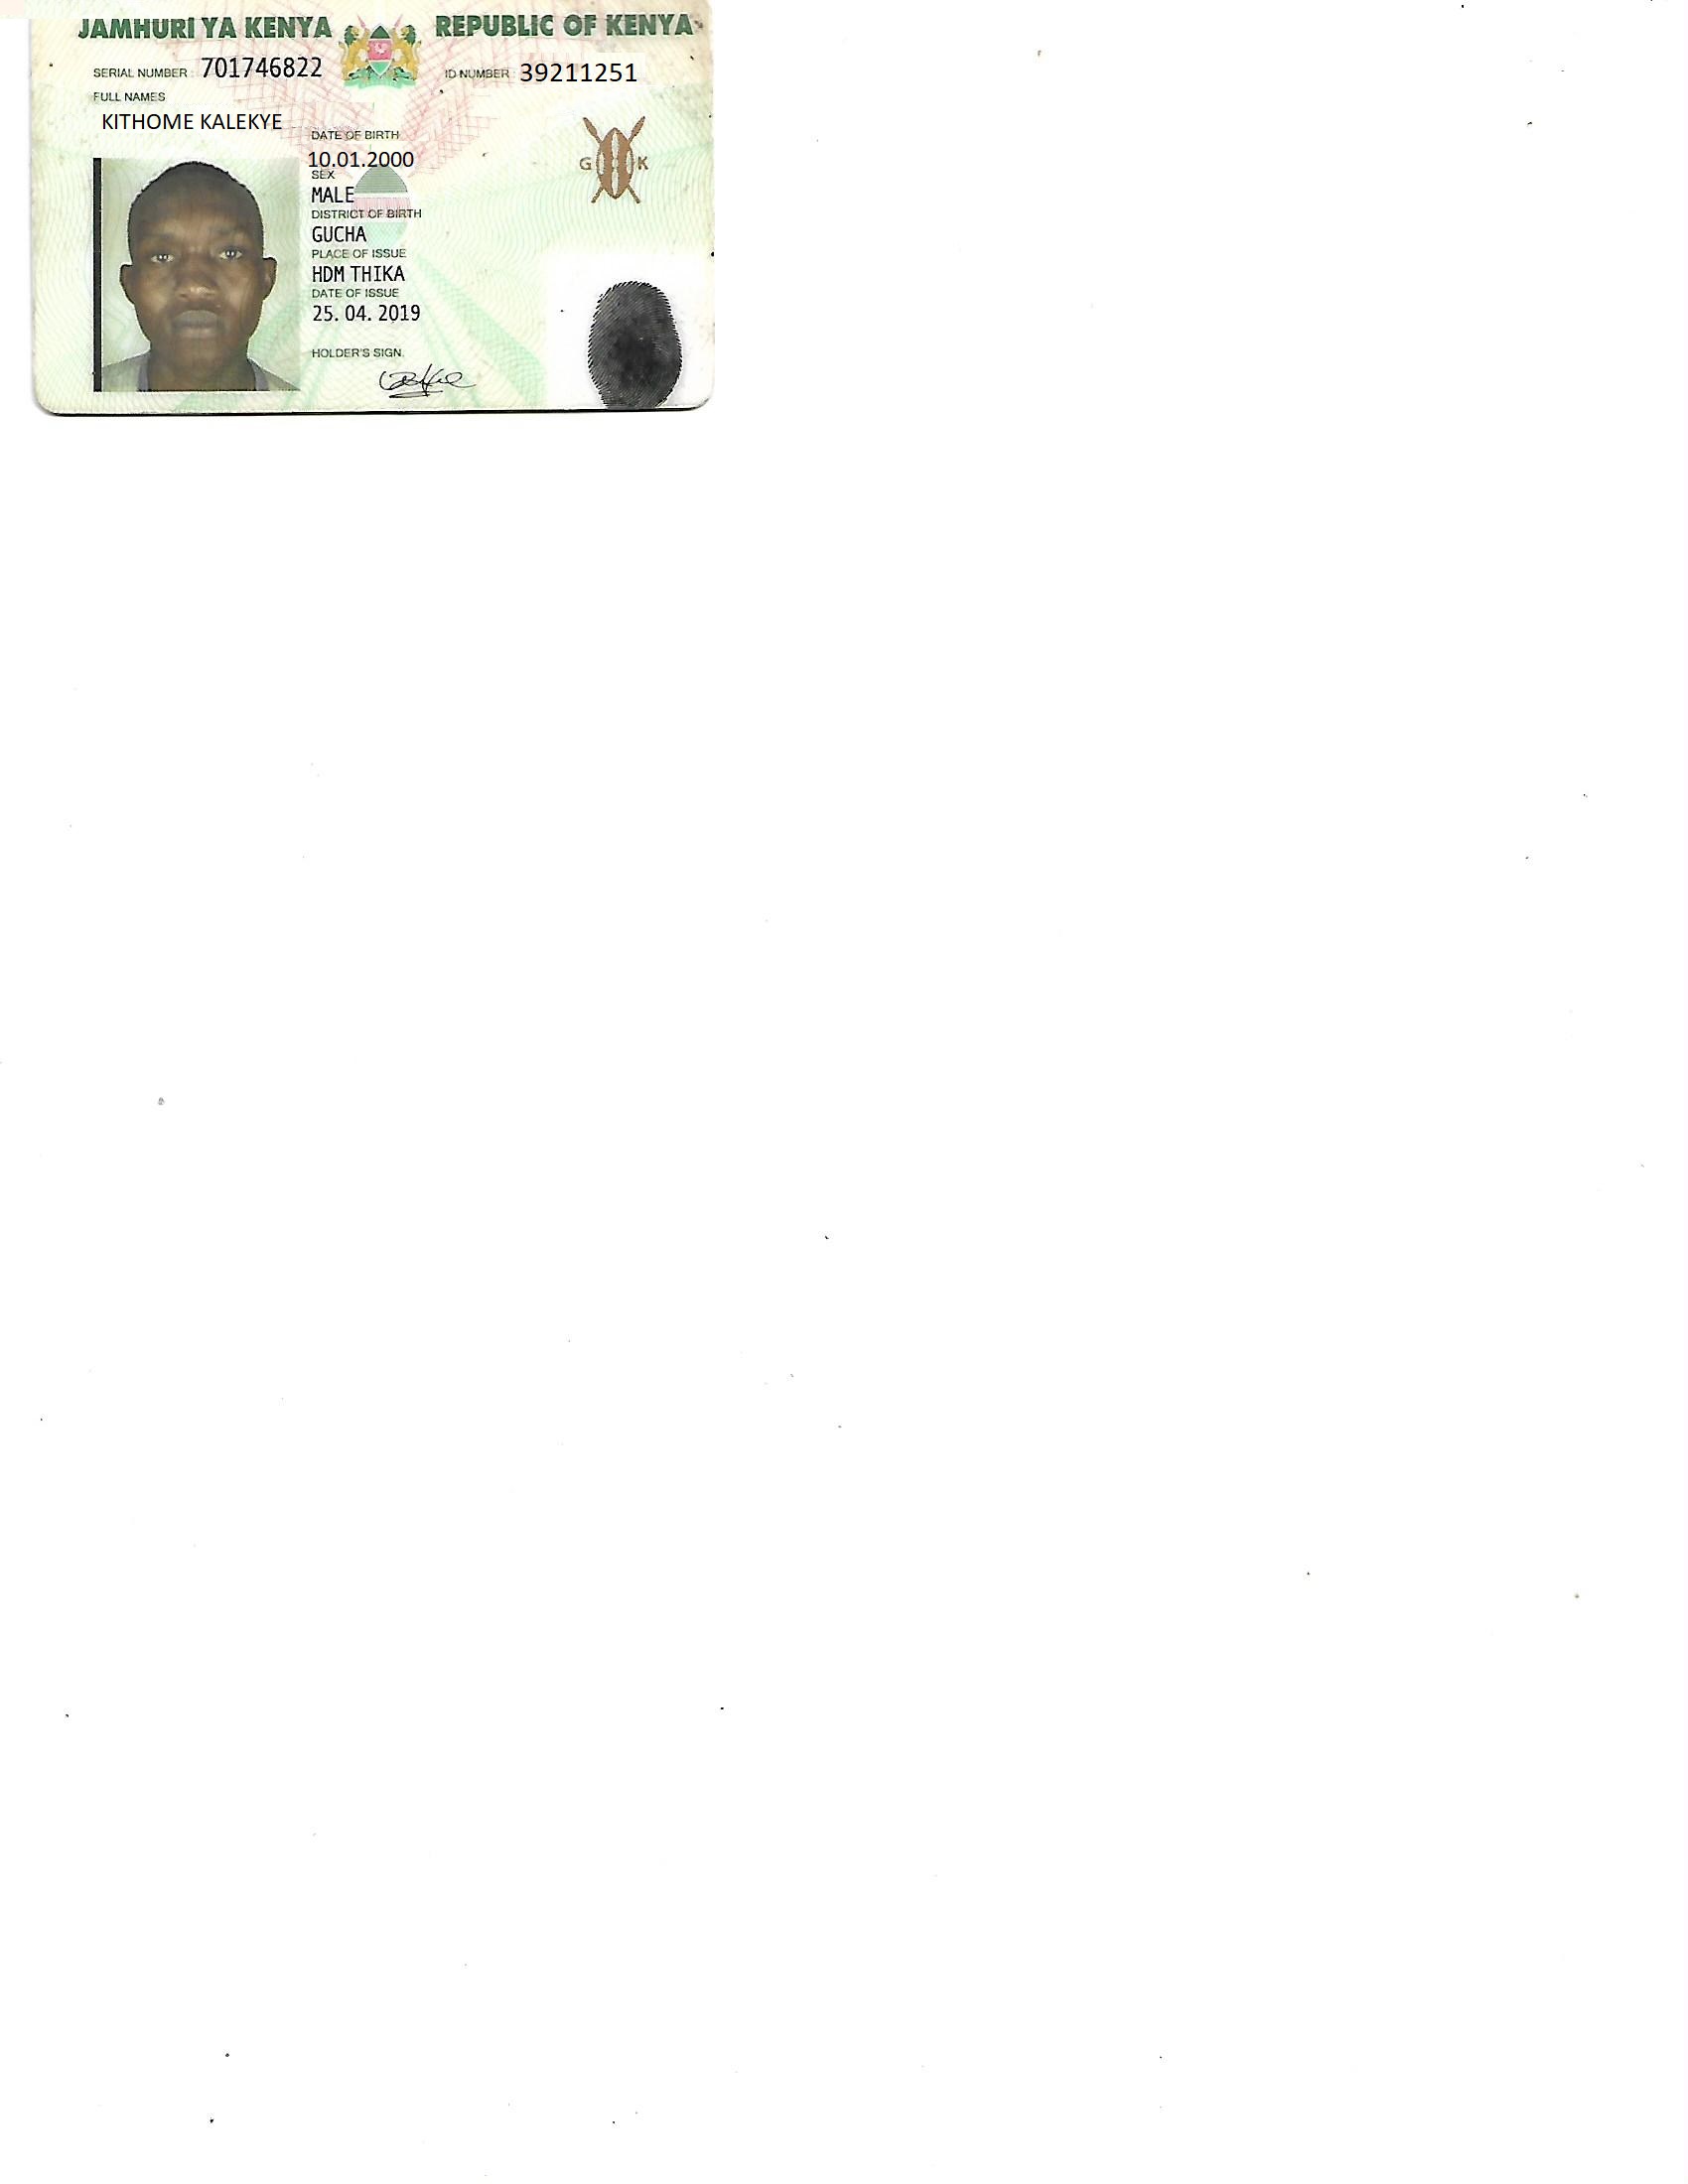 JAMHURI YA KENYA REPUBLIC OF KENYA
SERIAL NUMBER : 701746822 ID NUMBER : 39211251
FULL NAMES
KITHOME KALEKYE
DATE OF BIRTH
10.01.2000
SEX
MALE
DISTRICT OF BIRTH
GUCHA
PLACE OF ISSUE
HDM THIKA
DATE OF ISSUE
25. 04. 2019
HOLDER'S SIGN.
G K